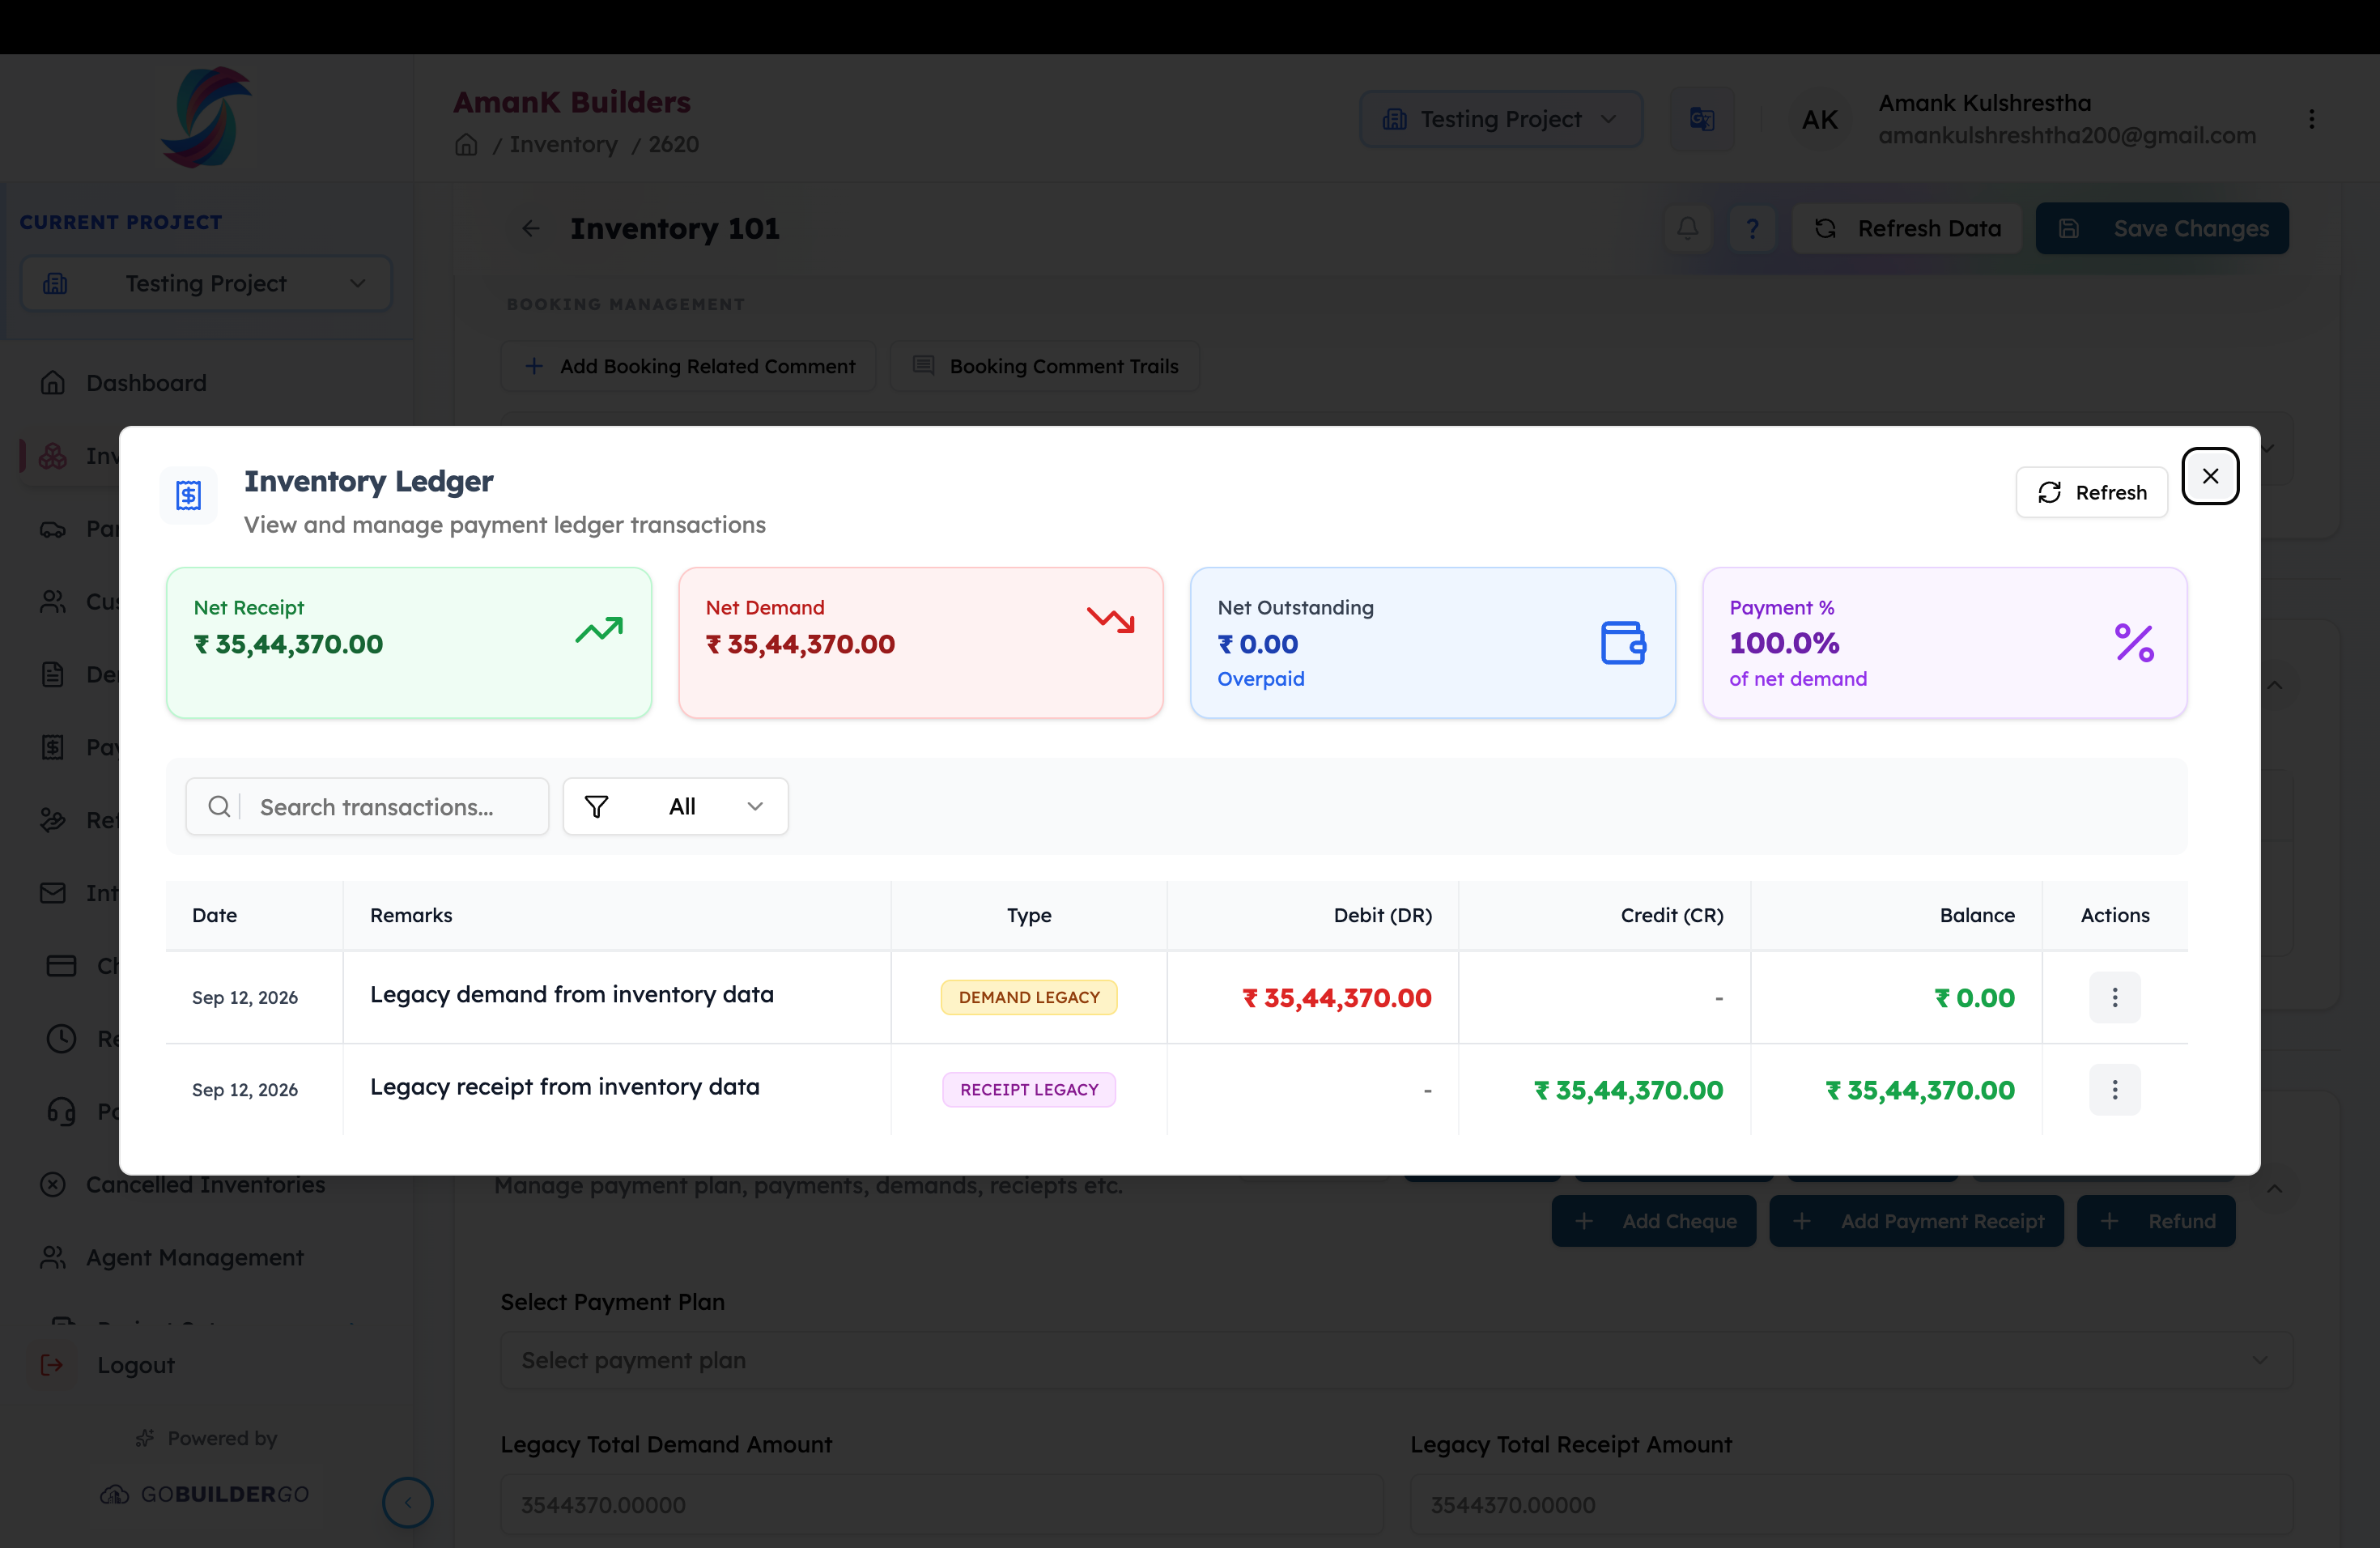 AmanK Builders
/ Inventory / 2620
Testing Project
AK
Amank Kulshrestha
amankulshreshtha200@gmail.com
CURRENT PROJECT
Testing Project
Inventory 101
?
Refresh Data
Save Changes
BOOKING MANAGEMENT
Add Booking Related Comment
Booking Comment Trails
Dashboard
Inventory Ledger
View and manage payment ledger transactions
Refresh
Net Receipt
₹ 35,44,370.00
Net Demand
₹ 35,44,370.00
Net Outstanding
₹ 0.00
Overpaid
Payment %
100.0%
of net demand
Search transactions...
All
Date Remarks Type Debit (DR) Credit (CR) Balance Actions
Sep 12, 2026 Legacy demand from inventory data DEMAND LEGACY ₹ 35,44,370.00 - ₹ 0.00
Sep 12, 2026 Legacy receipt from inventory data RECEIPT LEGACY - ₹ 35,44,370.00 ₹ 35,44,370.00
Cancelled Inventories
Agent Management
Logout
Powered by
GOBUILDERGO
Manage payment plan, payments, demands, reciepts etc.
Add Cheque
Add Payment Receipt
Refund
Select Payment Plan
Select payment plan
Legacy Total Demand Amount
3544370.00000
Legacy Total Receipt Amount
3544370.00000